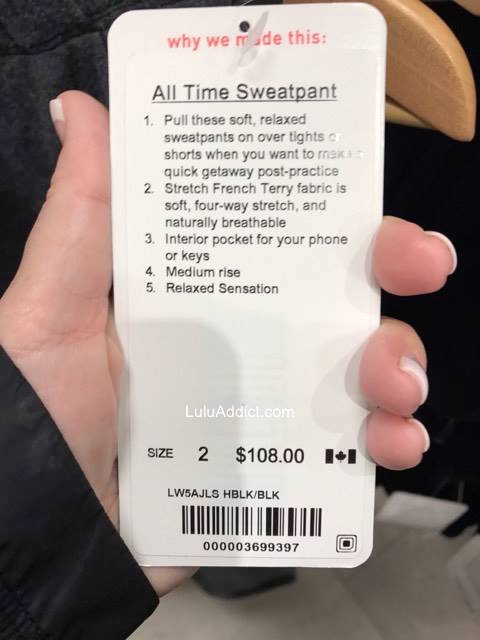 why we made this:
All Time Sweatpant
1. Pull these soft, relaxed
sweatpants on over tights or
shorts when you want to make a
quick getaway post-practice
2. Stretch French Terry fabric is
soft, four-way stretch, and
naturally breathable
3. Interior pocket for your phone
or keys
4. Medium rise
5. Relaxed Sensation
LuluAddict.com
SIZE 2 $108.00
LW5AJLS HBLK/BLK
000003699397